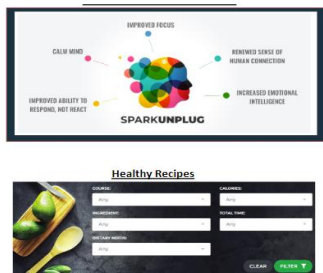 IMPROVED FOCUS
CALM MIND
RENEWED SENSE OF
HUMAN CONNECTION
IMPROVED ABILITY TO
RESPOND, NOT REACT
INCREASED EMOTIONAL
INTELLIGENCE
SPARKUNPLUG
Healthy Recipes
COURSE:
CALORIES:
Any
Any
INGREDIENT:
TOTAL TIME:
Any
Any
DIETARY NEEDS:
Any
CLEAR
FILTER